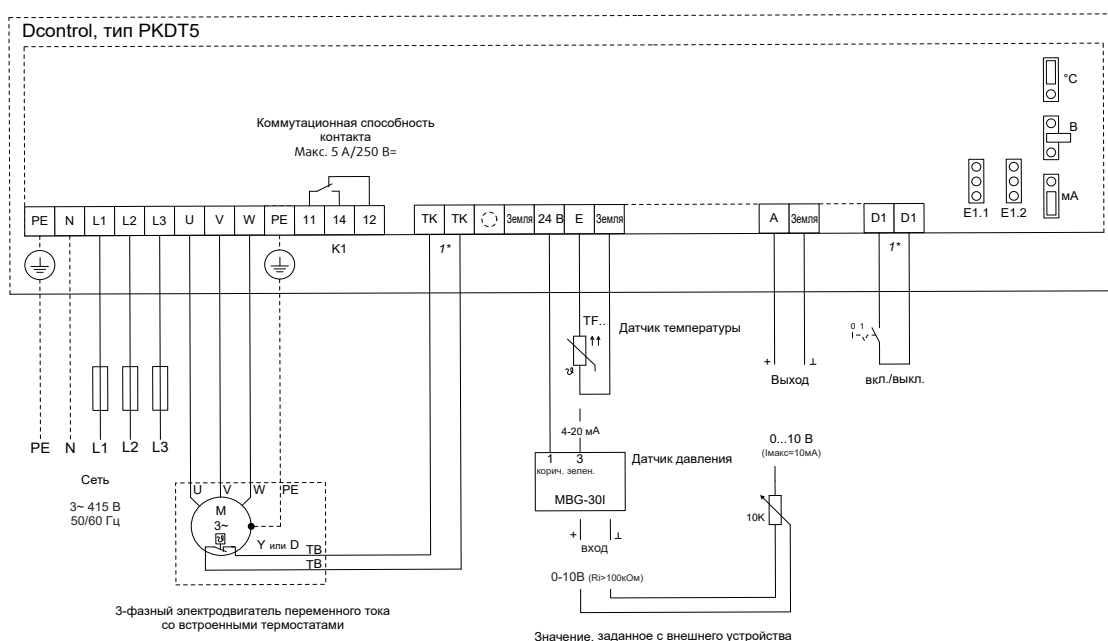 Dcontrol, тип PKDT5
°C
В
мА
E1.1 E1.2
Коммутационная способность
контакта
Макс. 5 А/250 В=
PE N L1 L2 L3 U V W PE 11 14 12 TK TK Земля 24 В E Земля A Земля D1 D1
K1
1*
1*
TF..
Датчик температуры
0 1
+ ⊥
Выход
вкл./выкл.
PE N L1 L2 L3
Сеть
3~ 415 В
50/60 Гц
U V W PE
M
3~
ϑ
Y или D
TB
TB
3-фазный электродвигатель переменного тока
со встроенными термостатами
ϑ
4-20 мА
1 3
корич. зелен.
MBG-30I
Датчик давления
+ ⊥
вход
0-10В (Ri>100кОм)
0...10 В
(Iмакс=10мА)
10K
Значение, заданное с внешнего устройства